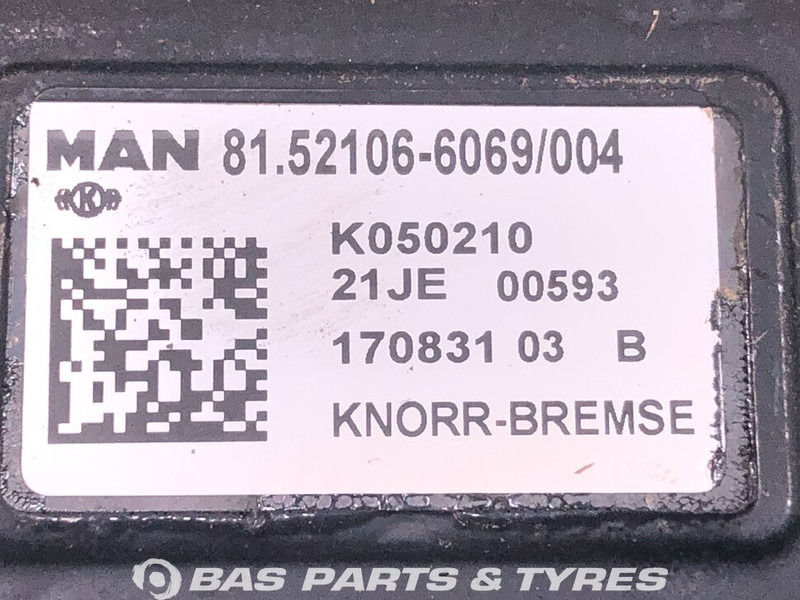 MAN 81.52106-6069/004
K
K050210
21JE 00593
170831 03 B
KNORR-BREMSE
BAS PARTS & TYRES